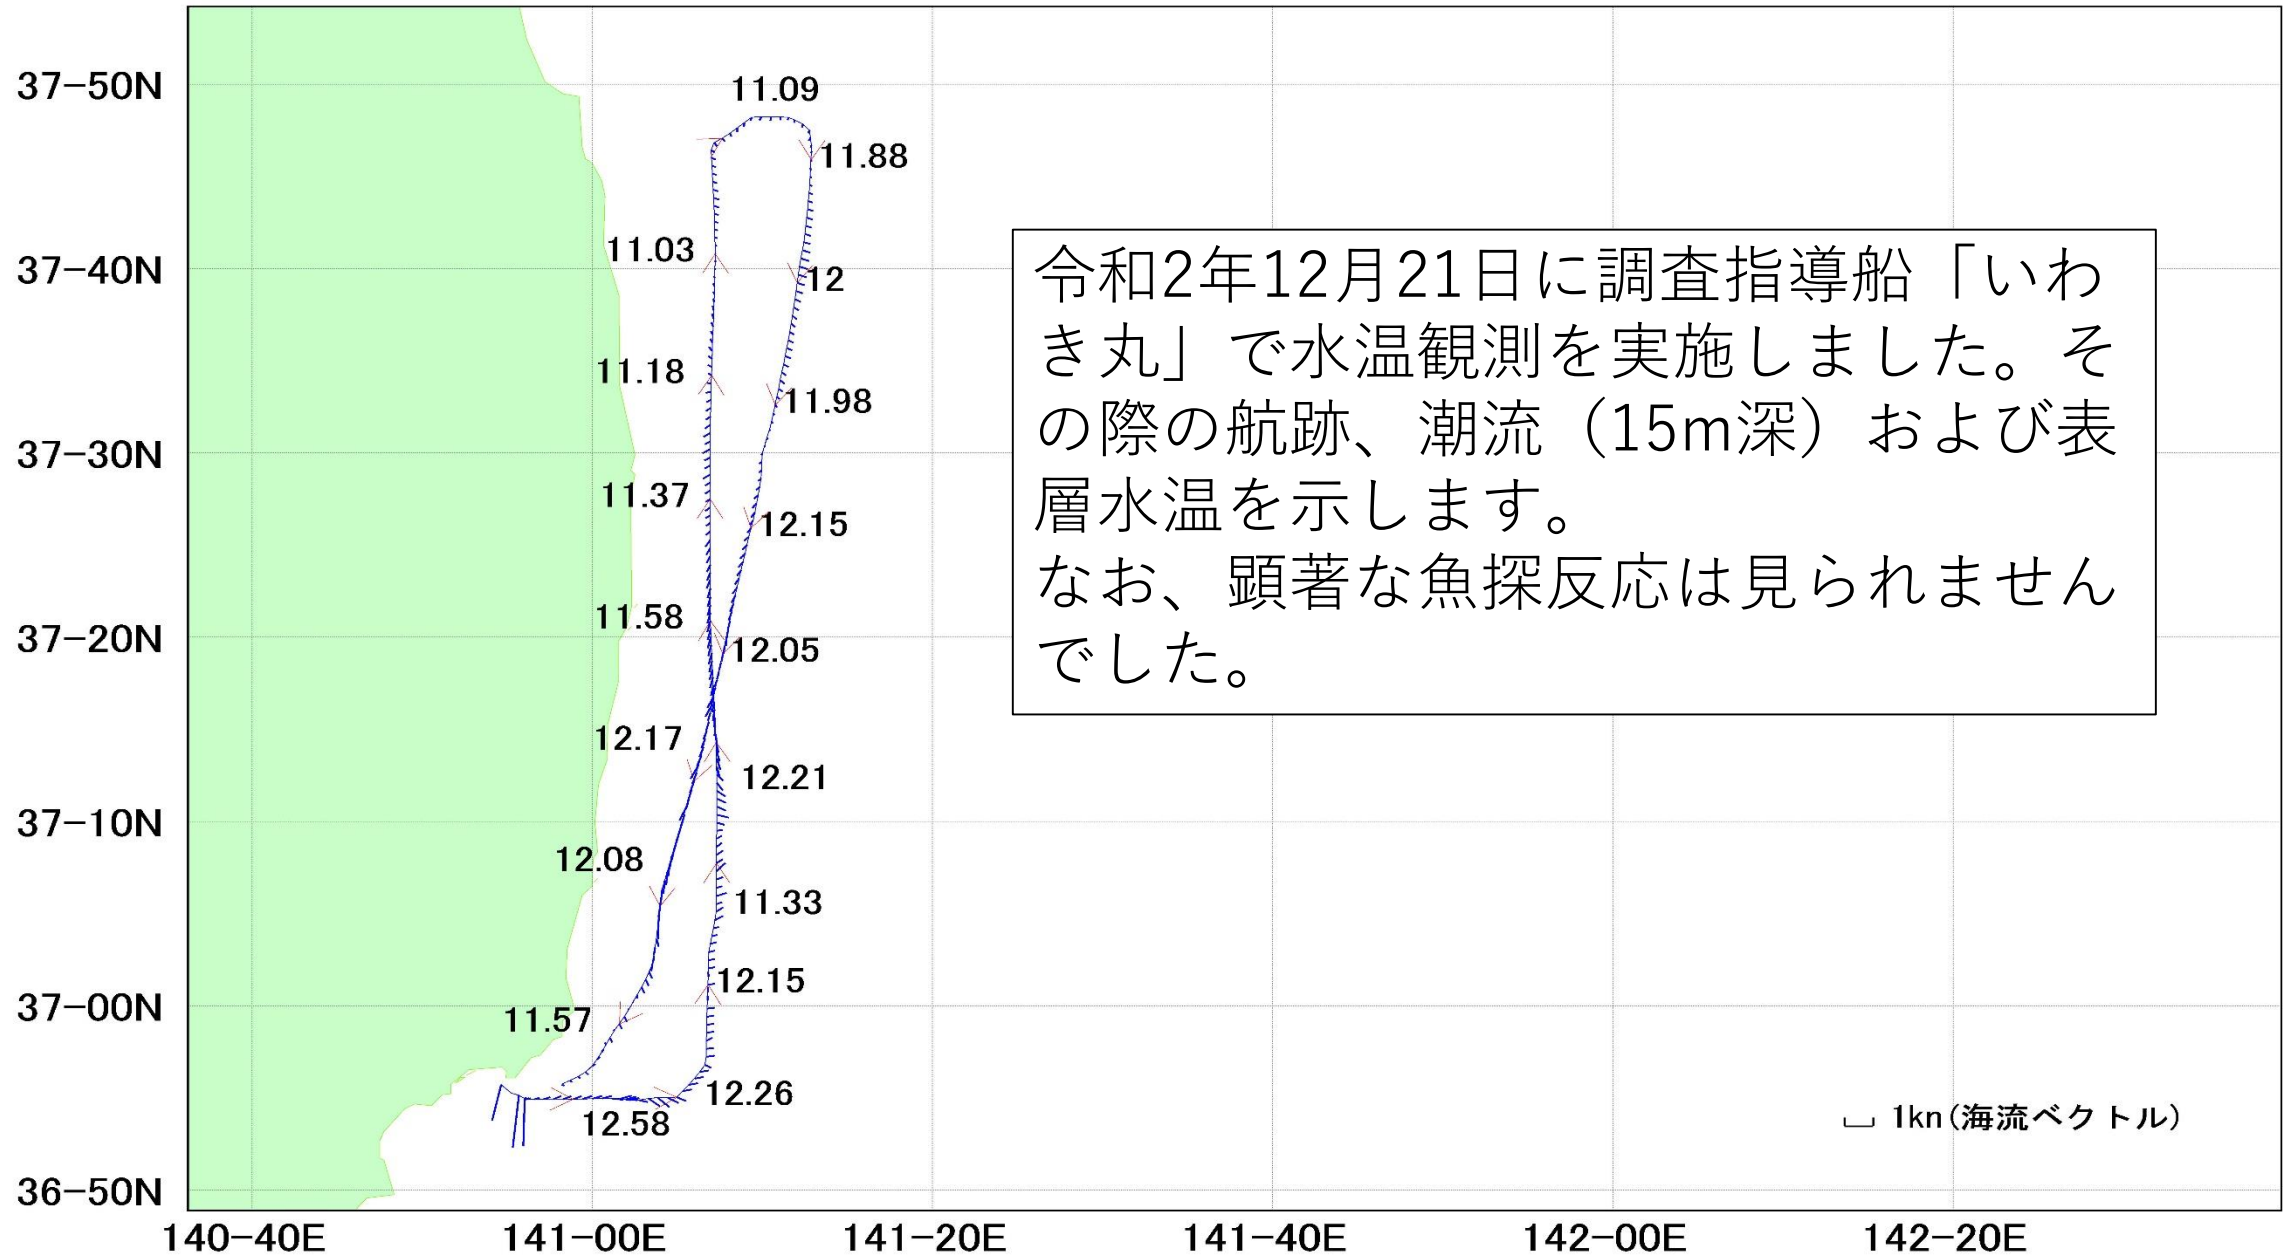 11.09
37-50N
11.88
11.03
37-40N
12
令和2年12月21日に調査指導船「いわ
き丸」で水温観測を実施しました。そ
の際の航跡、潮流（15m深）および表
層水温を示します。
なお、顕著な魚探反応は見られません
でした。
11.18
11.98
37-30N
11.37
12.15
11.58
37-20N
12.05
12.17
12.21
37-10N
12.08
11.33
12.15
37-00N
11.57
12.26
12.58
1kn(海流ベクトル)
36-50N
140-40E
141-00E
141-20E
141-40E
142-00E
142-20E